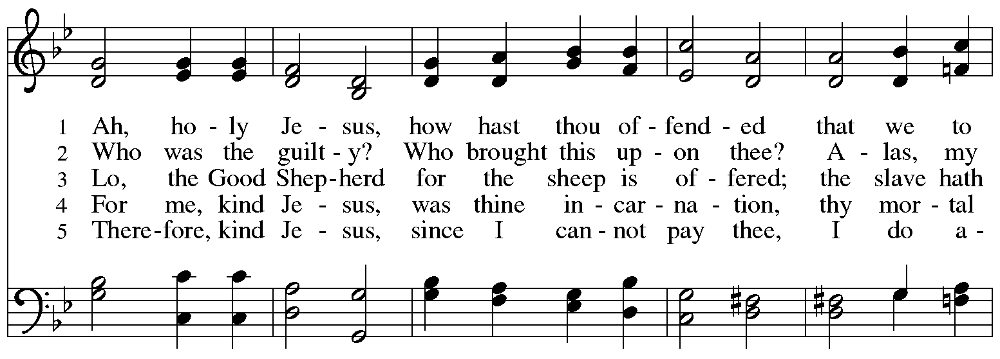 1 Ah, ho - ly Je - sus, how hast thou of - fend - ed that we to
2 Who was the guilt - y? Who brought this up - on thee? A - las, my
3 Lo, the Good Shep-herd for the sheep is of - fered; the slave hath
4 For me, kind Je - sus, was thine in - car - na - tion, thy mor - tal
5 There-fore, kind Je - sus, since I can - not pay thee, I do a -